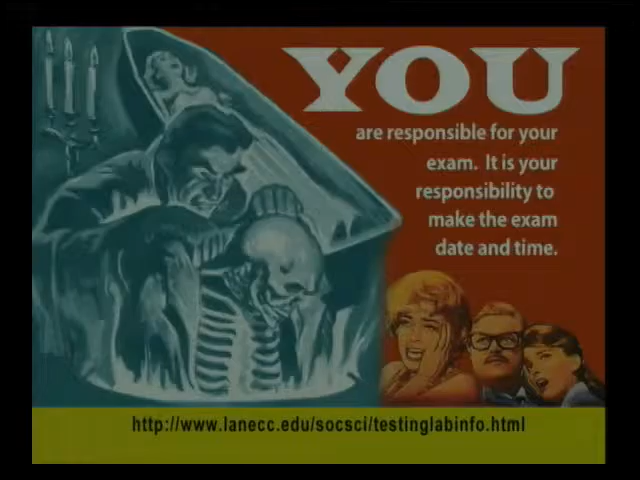 YOU
are responsible for your
exam. It is your
responsibility to
make the exam
date and time.
http://www.lanecc.edu/socsci/testinglabinfo.html